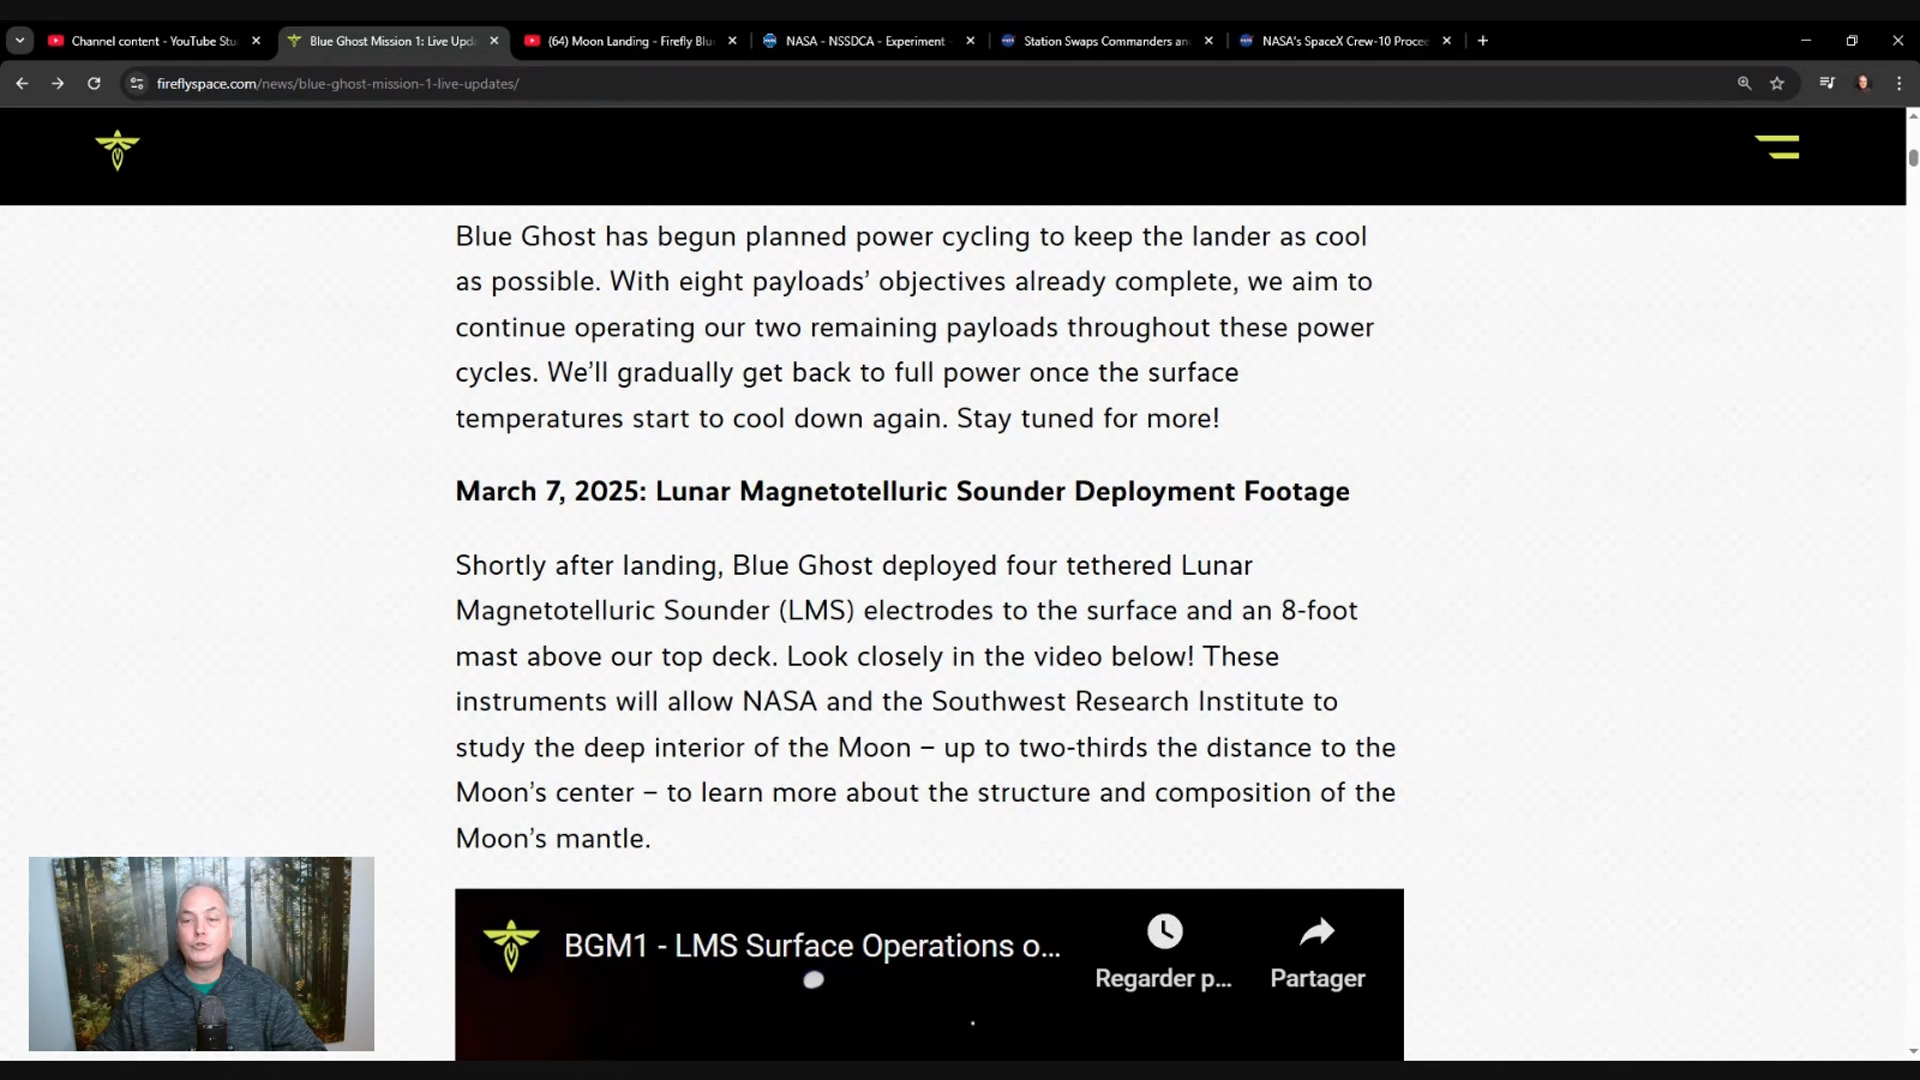 Channel content - YouTube Stu
Blue Ghost Mission 1: Live Upd
(64) Moon Landing - Firefly Blu
NASA - NSSDCA - Experiment -
Station Swaps Commanders an
NASA's SpaceX Crew-10 Procee
fireflyspace.com/news/blue-ghost-mission-1-live-updates/
Blue Ghost has begun planned power cycling to keep the lander as cool
as possible. With eight payloads’ objectives already complete, we aim to
continue operating our two remaining payloads throughout these power
cycles. We’ll gradually get back to full power once the surface
temperatures start to cool down again. Stay tuned for more!
March 7, 2025: Lunar Magnetotelluric Sounder Deployment Footage
Shortly after landing, Blue Ghost deployed four tethered Lunar
Magnetotelluric Sounder (LMS) electrodes to the surface and an 8-foot
mast above our top deck. Look closely in the video below! These
instruments will allow NASA and the Southwest Research Institute to
study the deep interior of the Moon – up to two-thirds the distance to the
Moon’s center – to learn more about the structure and composition of the
Moon’s mantle.
BGM1 - LMS Surface Operations o...
Regarder p...
Partager